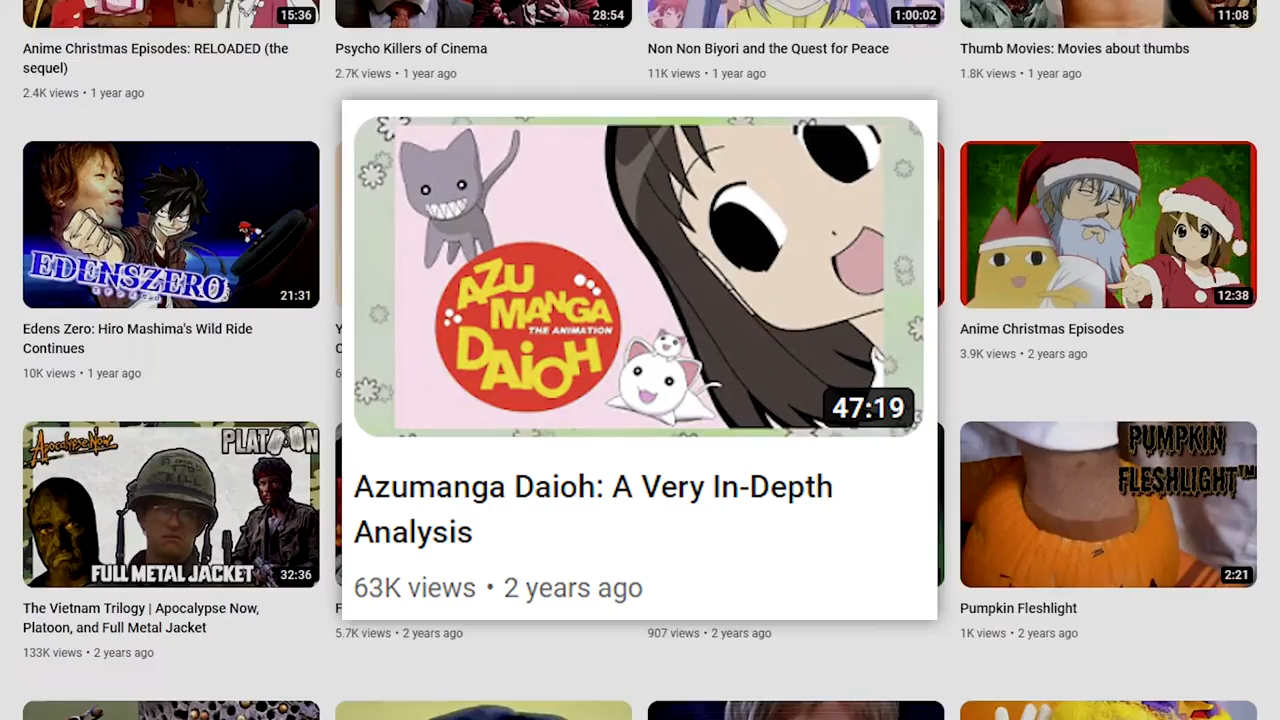 15:36
28:54
1:00:02
11:08
Anime Christmas Episodes: RELOADED (the
sequel)
2.4K views • 1 year ago
Psycho Killers of Cinema
2.7K views • 1 year ago
Non Non Biyori and the Quest for Peace
11K views • 1 year ago
Thumb Movies: Movies about thumbs
1.8K views • 1 year ago
EDENSZERO
21:31
Edens Zero: Hiro Mashima's Wild Ride
Continues
10K views • 1 year ago
AZU
MANGA
THE ANIMATION
DAIOH
47:19
Azumanga Daioh: A Very In-Depth
Analysis
63K views • 2 years ago
12:38
Anime Christmas Episodes
3.9K views • 2 years ago
Apocalypse Now
PLATOON
BORN TO
KILL
FULL METAL JACKET
32:36
The Vietnam Trilogy | Apocalypse Now,
Platoon, and Full Metal Jacket
133K views • 2 years ago
5.7K views • 2 years ago
907 views • 2 years ago
PUMPKIN
FLESHLIGHT™
2:21
Pumpkin Fleshlight
1K views • 2 years ago